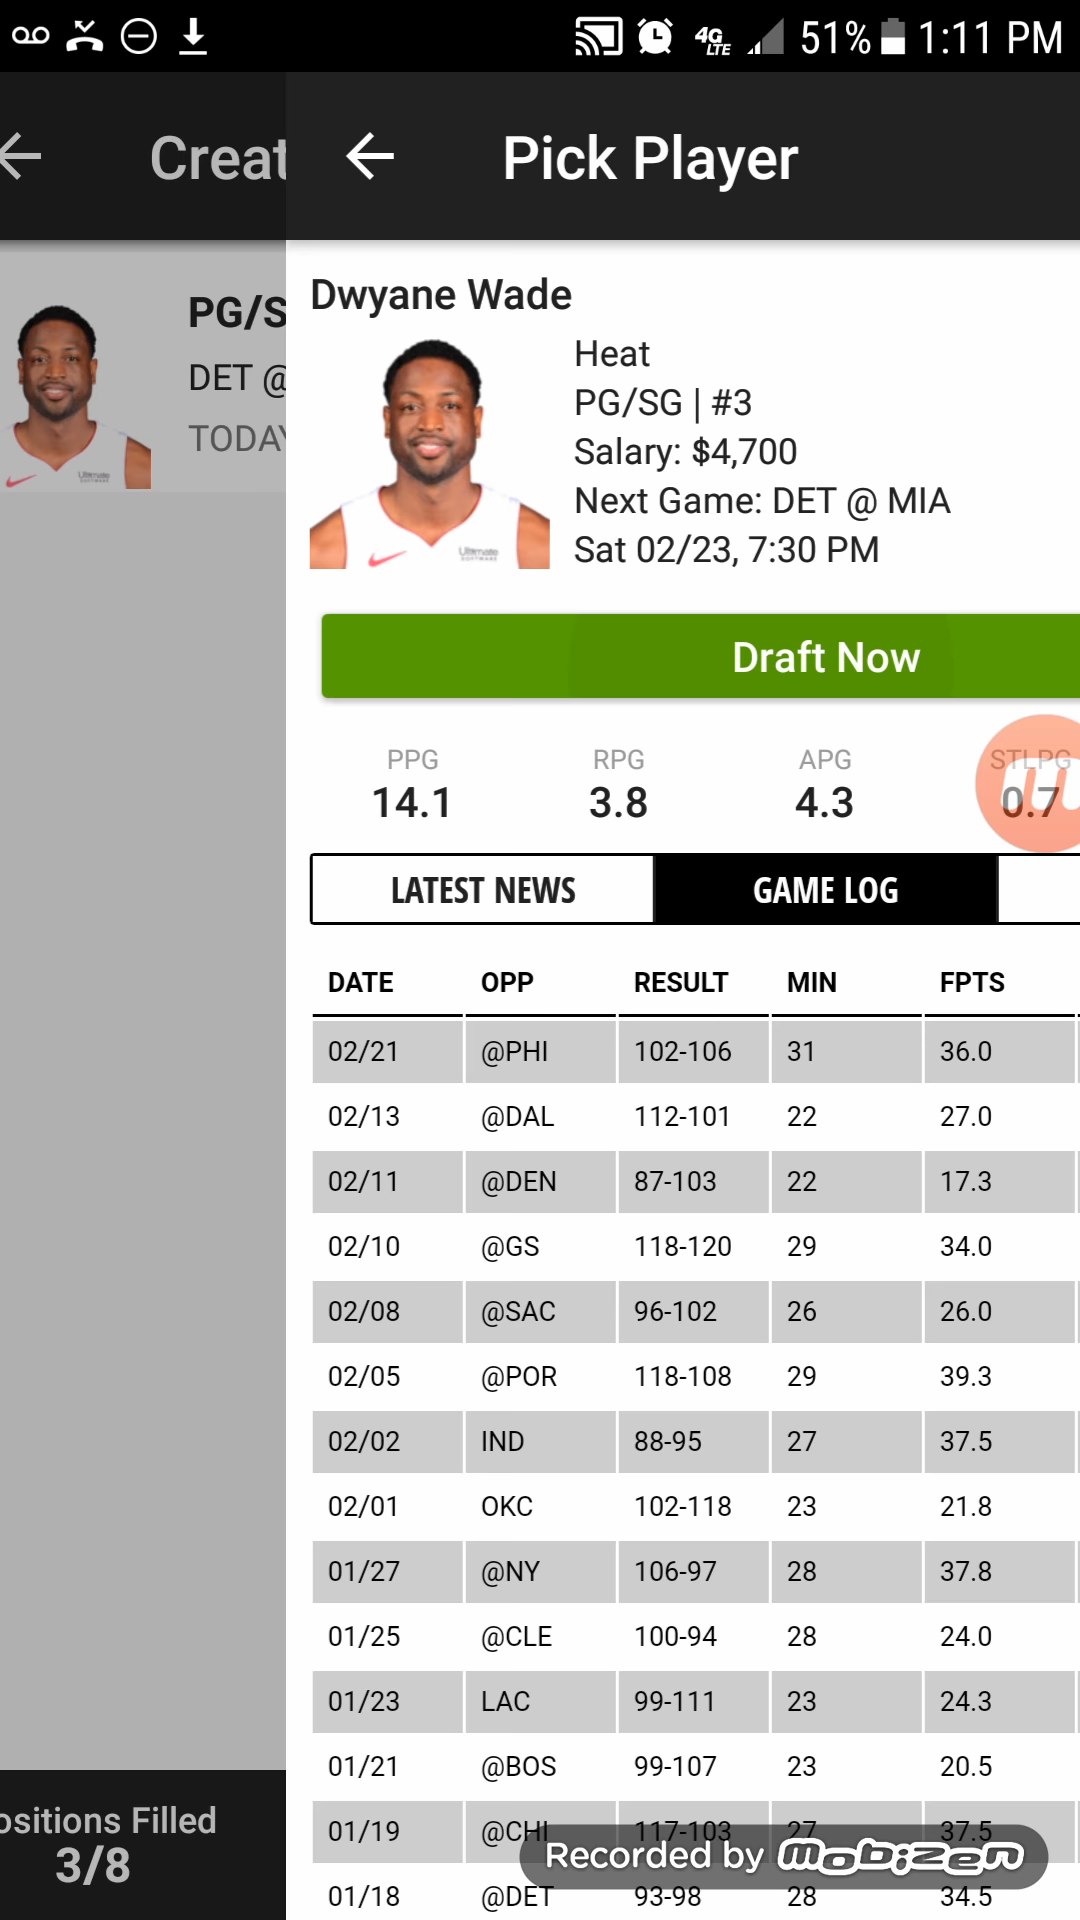 51% 1:11 PM
4G LTE
Creat
Pick Player
PG/S
DET @
TODAY
Dwyane Wade
Heat
PG/SG | #3
Salary: $4,700
Next Game: DET @ MIA
Sat 02/23, 7:30 PM
Ultimate
SOFTWARE
Draft Now
PPG RPG APG STLPG
14.1 3.8 4.3 0.7
LATEST NEWS GAME LOG
DATE OPP RESULT MIN FPTS
02/21 @PHI 102-106 31 36.0
02/13 @DAL 112-101 22 27.0
02/11 @DEN 87-103 22 17.3
02/10 @GS 118-120 29 34.0
02/08 @SAC 96-102 26 26.0
02/05 @POR 118-108 29 39.3
02/02 IND 88-95 27 37.5
02/01 OKC 102-118 23 21.8
01/27 @NY 106-97 28 37.8
01/25 @CLE 100-94 28 24.0
01/23 LAC 99-111 23 24.3
01/21 @BOS 99-107 23 20.5
01/19 @CHI 117-103 27 37.5
01/18 @DET 93-98 28 34.5
ositions Filled
3/8
Recorded by mobizen